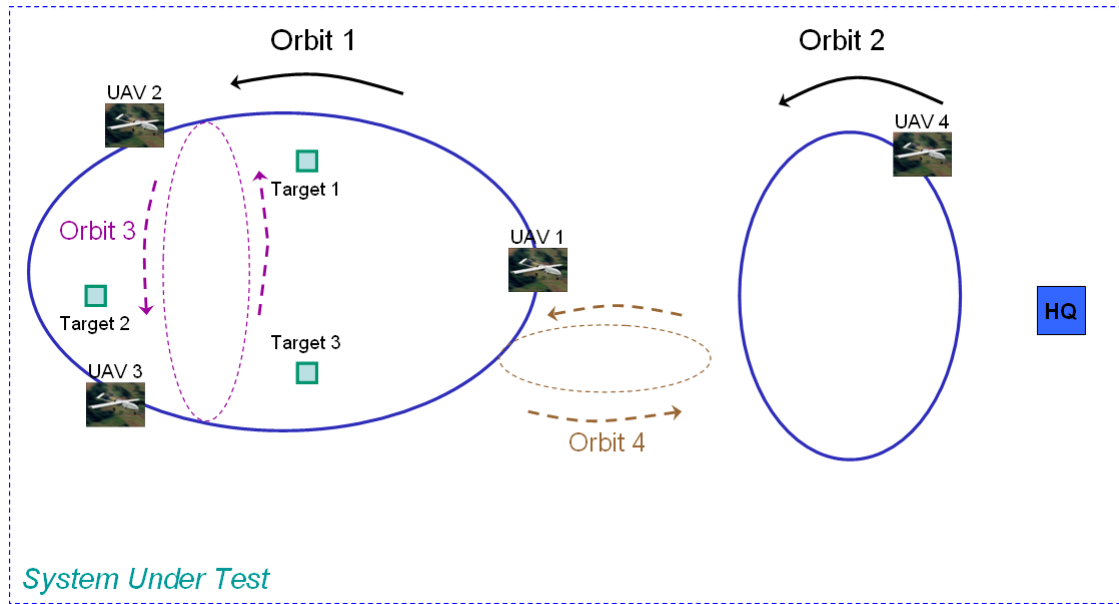 Orbit 1
Orbit 2
UAV 2
UAV 4
Target 1
Orbit 3
UAV 1
Target 2
HQ
Target 3
UAV 3
Orbit 4
System Under Test